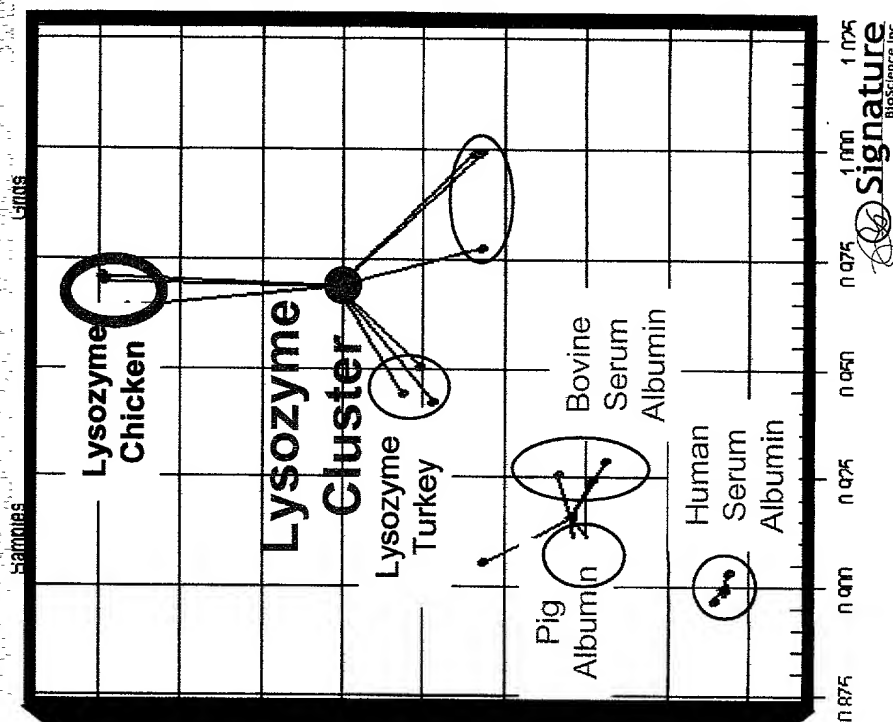 Samples
Grids
Lysozyme
Chicken
Lysozyme
Cluster
Lysozyme
Turkey
Pig
Albumin
Bovine
Serum
Albumin
Human
Serum
Albumin
0.875
0.900
0.925
0.950
0.975
1.000
1.025
Signature
BioScience Inc.